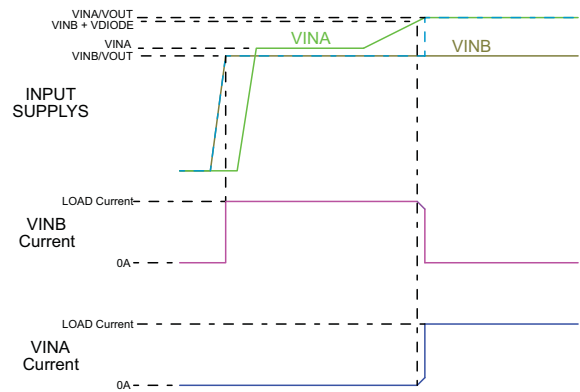 VINA/VOUT
VINB + VDIODE
VINA
VINB/VOUT
VINA
VINB
INPUT
SUPPLYS
LOAD Current
VINB
Current
0A
LOAD Current
VINA
Current
0A